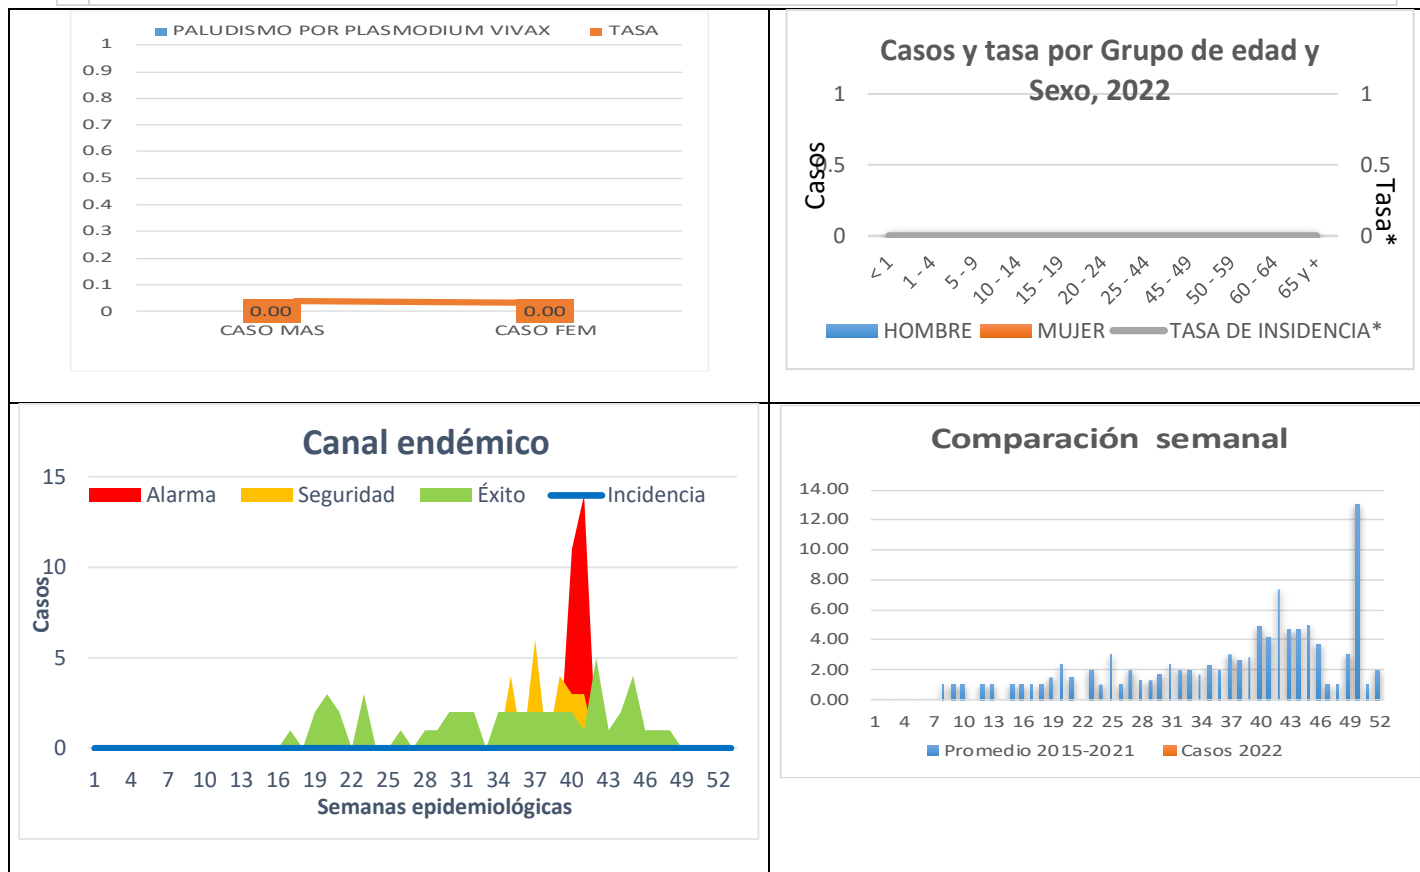 PALUDISMO POR PLASMODIUM VIVAX TASA
1
0.9
0.8
0.7
0.6
0.5
0.4
0.3
0.2
0.1
0
0.00 0.00
CASO MAS CASO FEM
Casos y tasa por Grupo de edad y
Sexo, 2022
1 1
0.5 0.5
0 0
Casos
Tasa*
< 1 1 - 4 5 - 9 10 - 14 15 - 19 20 - 24 25 - 44 45 - 49 50 - 59 60 - 64 65 y +
HOMBRE MUJER TASA DE INSIDENCIA*
Canal endémico
15
Alarma Seguridad Éxito Incidencia
10
5
0
Casos
1 4 7 10 13 16 19 22 25 28 31 34 37 40 43 46 49 52
Semanas epidemiológicas
Comparación semanal
14.00
12.00
10.00
8.00
6.00
4.00
2.00
0.00
1 4 7 10 13 16 19 22 25 28 31 34 37 40 43 46 49 52
Promedio 2015-2021 Casos 2022